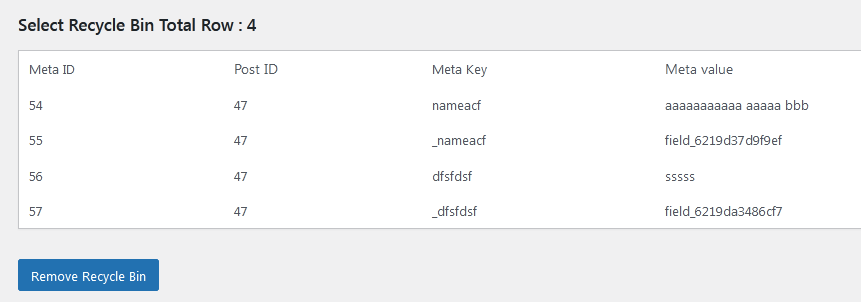 Select Recycle Bin Total Row : 4
Meta ID Post ID Meta Key Meta value
54 47 nameacf aaaaaaaaaaa aaaaa bbb
55 47 _nameacf field_6219d37d9f9ef
56 47 dfsfdsf sssss
57 47 _dfsfdsf field_6219da3486cf7
Remove Recycle Bin